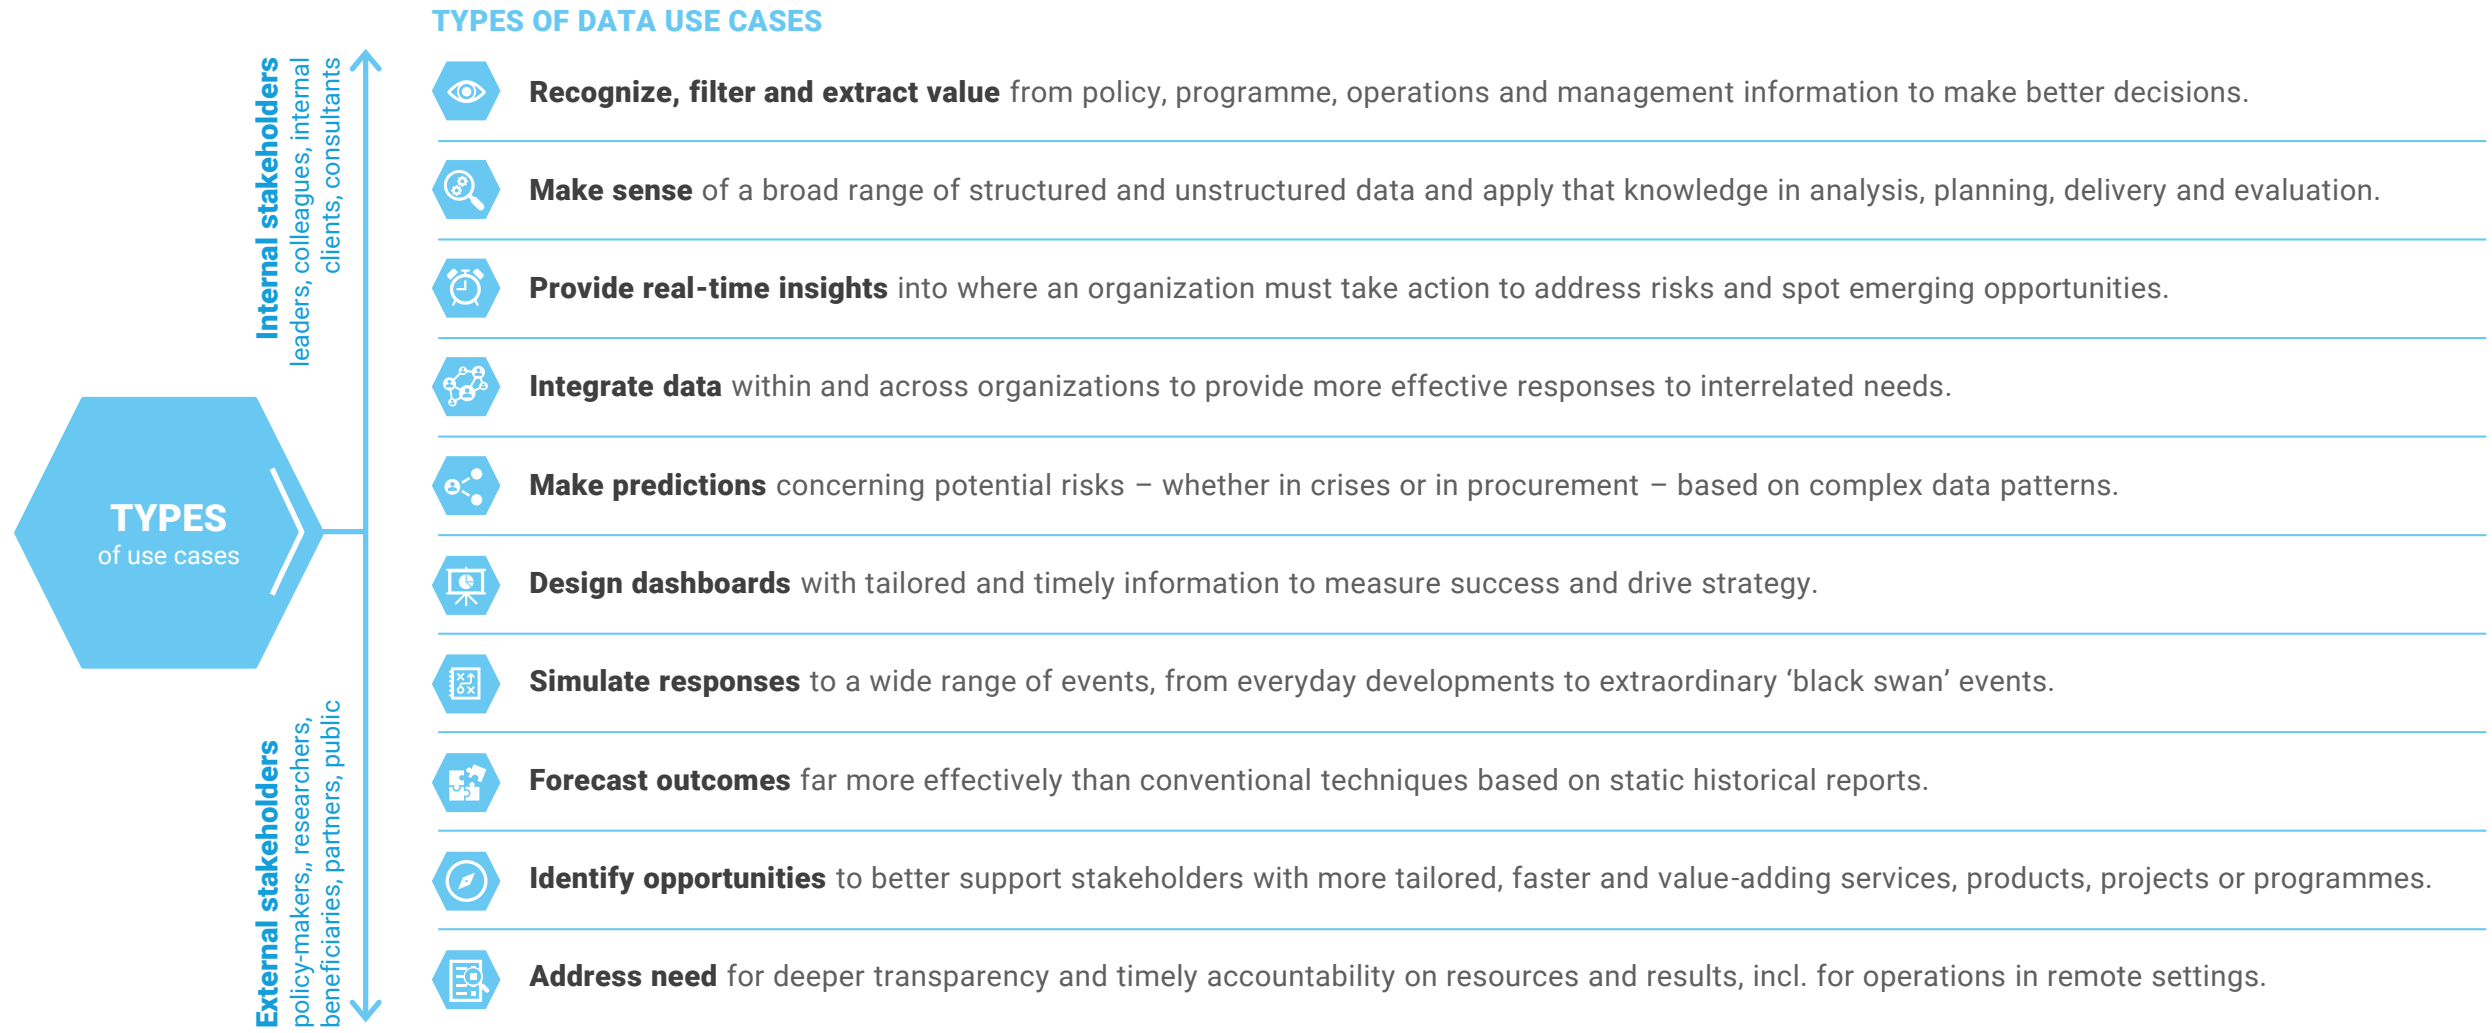 TYPES OF DATA USE CASES
Internal stakeholders
leaders, colleagues, internal
clients, consultants
TYPES
of use cases
External stakeholders
policy-makers,, researchers,
beneficiaries, partners, public
Recognize, filter and extract value from policy, programme, operations and management information to make better decisions.
Make sense of a broad range of structured and unstructured data and apply that knowledge in analysis, planning, delivery and evaluation.
Provide real-time insights into where an organization must take action to address risks and spot emerging opportunities.
Integrate data within and across organizations to provide more effective responses to interrelated needs.
Make predictions concerning potential risks – whether in crises or in procurement – based on complex data patterns.
Design dashboards with tailored and timely information to measure success and drive strategy.
Simulate responses to a wide range of events, from everyday developments to extraordinary ‘black swan’ events.
Forecast outcomes far more effectively than conventional techniques based on static historical reports.
Identify opportunities to better support stakeholders with more tailored, faster and value-adding services, products, projects or programmes.
Address need for deeper transparency and timely accountability on resources and results, incl. for operations in remote settings.